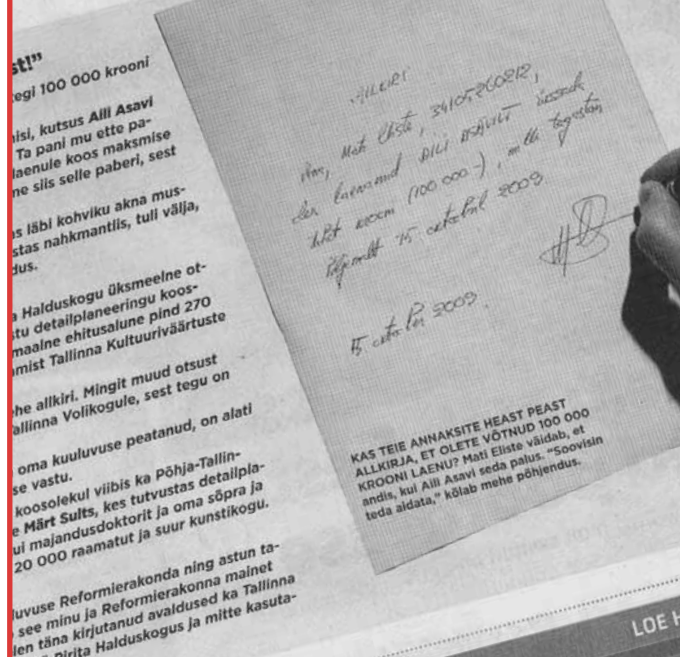 st!"
tegi 100 000 krooni
nisi, kutsus Aili Asavi
Ta pani mu ette pa-
laenule koos maksmise
ne siis selle paberi, sest
s läbi kohviku akna mus-
stas nahkmantlis, tuli välja,
dus.
Halduskogu üksmeelne ot-
tu detailplaneeringu koos-
maalne ehitusalune pind 270
mist Tallinna Kultuuriväärtuste
he allkiri. Mingit muud otsust
allinna Volikogule, sest tegu on
oma kuuluvuse peatanud, on alati
se vastu.
koosolekul viibis ka Põhja-Tallin-
e Märt Sults, kes tutvustas detailpla-
ui majandusdoktorit ja oma sõpra ja
20 000 raamatut ja suur kunstikogu.
luvuse Reformierakonda ning astun ta-
see minu ja Reformierakonna mainet
len täna kirjutanud avaldused ka Tallinna
Pirita Halduskogus ja mitte kasuta-
ALLKIRI
Mina, Mati Eliste, 34105260212,
olen laenanud AILI ASAVILT
krooni (100 000.-), mille tagastan
hiljemalt 15 oktoobril 2009.
15 oktoober 2009.
KAS TEIE ANNAKSITE HEAST PEAST
ALLKIRJA, ET OLETE VÕTNUD 100 000
KROONI LAENU? Mati Eliste väidab, et
andis, kui Aili Asavi seda palus. "Soovisin
teda aidata," kõlab mehe põhjendus.
LOE H